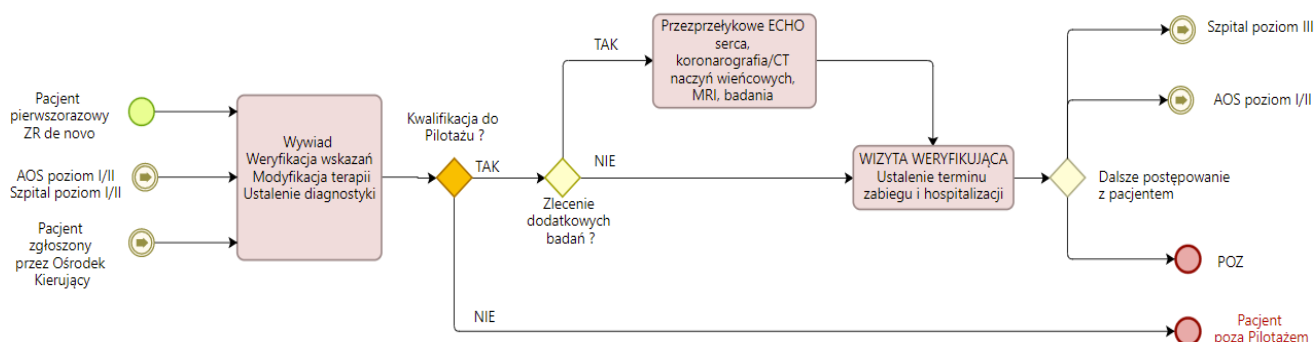 Pacjent
pierwszorazowy
ZR de novo
AOS poziom I/II
Szpital poziom I/II
Pacjent
zgłoszony
przez Ośrodek
Kierujący
Wywiad
Weryfikacja wskazań
Modyfikacja terapii
Ustalenie diagnostyki
Kwalifikacja do
Pilotażu ?
TAK
NIE
Zlecenie
dodatkowych
badań ?
TAK
NIE
Przezprzełykowe ECHO
serca,
koronarografia/CT
naczyń wieńcowych,
MRI, badania
WIZYTA WERYFIKUJĄCA
Ustalenie terminu
zabiegu i hospitalizacji
Dalsze postępowanie
z pacjentem
Szpital poziom III
AOS poziom I/II
POZ
Pacjent
poza Pilotażem